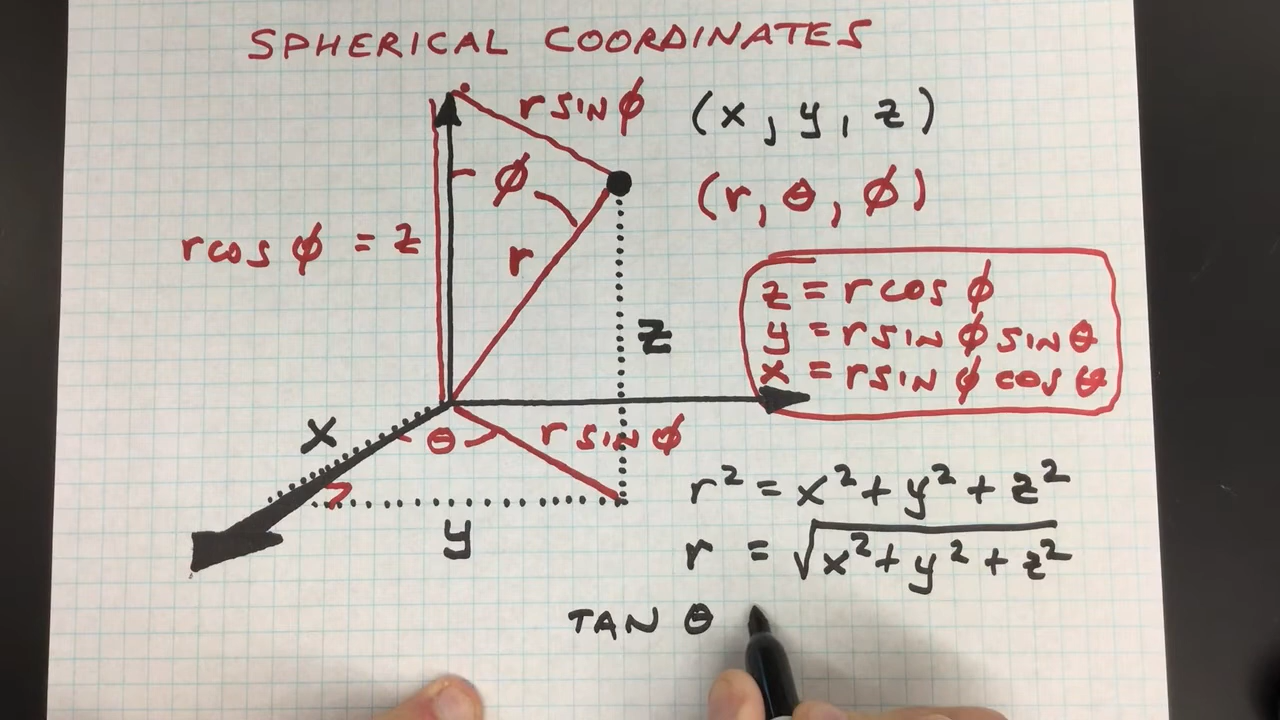 SPHERICAL COORDINATES
r sin ϕ
(x, y, z)
ϕ
(r, θ, ϕ)
r cos ϕ = z
r
z = r cos ϕ
y = r sin ϕ sin θ
x = r sin ϕ cos θ
z
x
θ
r sin ϕ
r² = x² + y² + z²
y
r = √x² + y² + z²
TAN θ